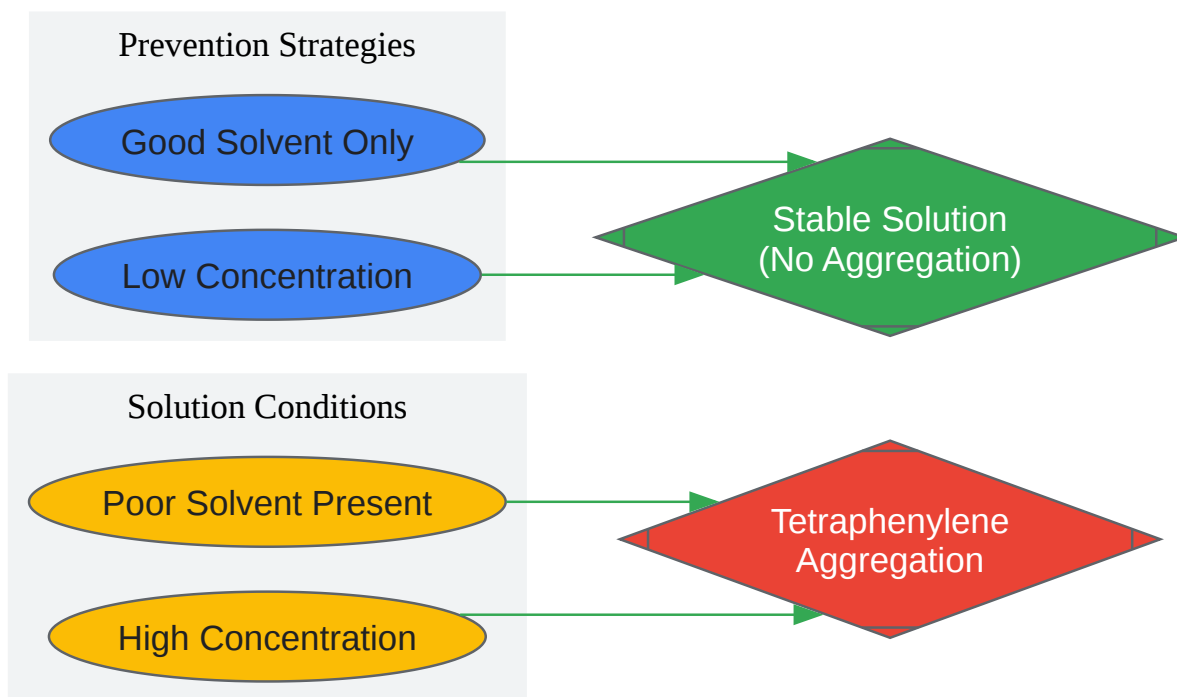 Prevention Strategies
Good Solvent Only
Low Concentration
Stable Solution
(No Aggregation)
Solution Conditions
Poor Solvent Present
High Concentration
Tetraphenylene
Aggregation